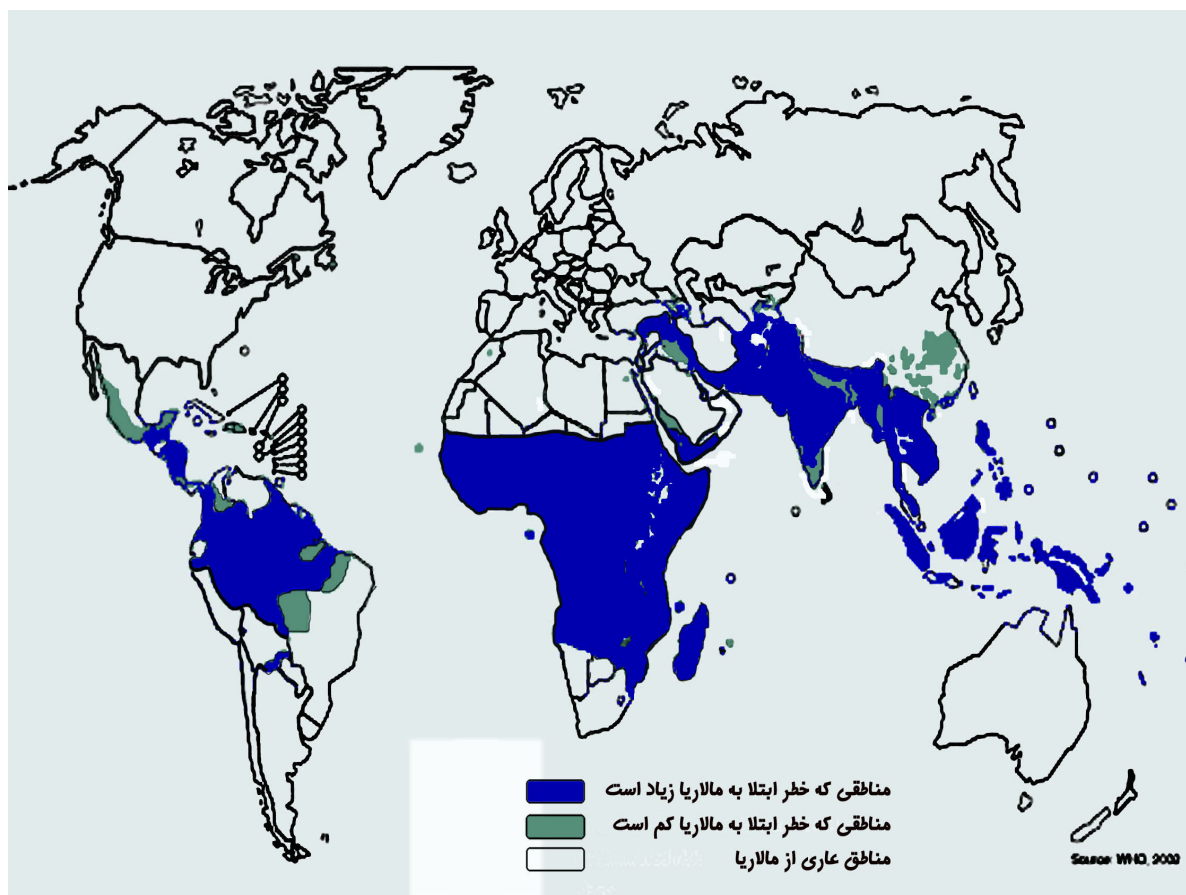 مناطقی که خطر ابتلا به مالاریا زیاد است
مناطقی که خطر ابتلا به مالاریا کم است
مناطق عاری از مالاریا
Source: WHO, 2003